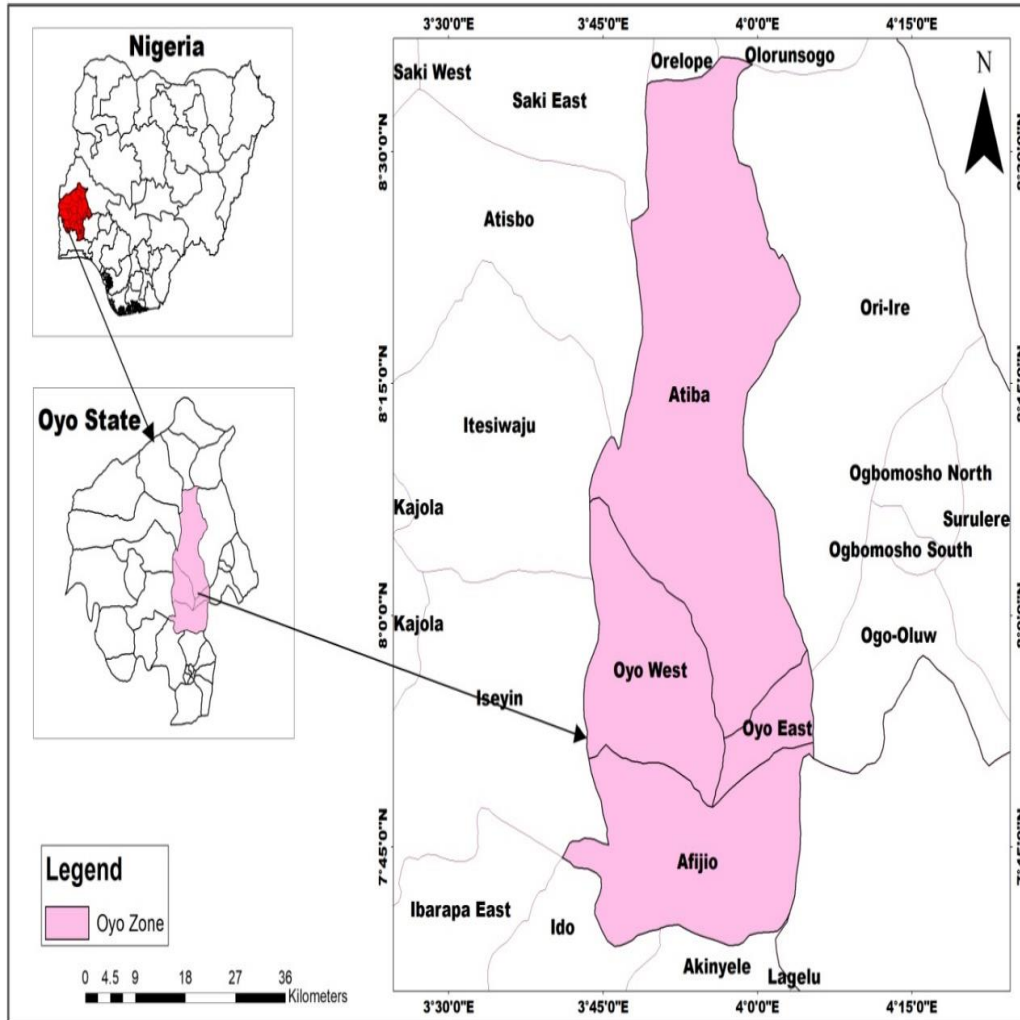 Nigeria
Oyo State
Legend
Oyo Zone
0 4.5 9 18 27 36
Kilometers
3°30'0"E 3°45'0"E 4°0'0"E 4°15'0"E
N
Orelope Olorunsogo
Saki West
Saki East
8°30'0"N
Atisbo
Ori-Ire
8°15'0"N
Atiba
Itesiwaju
Ogbomosho North
Kajola
Surulere
Ogbomosho South
8°0'0"N
Kajola
Ogo-Oluw
Oyo West
Iseyin
Oyo East
7°45'0"N
Afijio
Ibarapa East
Ido
Akinyele
Lagelu
3°30'0"E 3°45'0"E 4°0'0"E 4°15'0"E